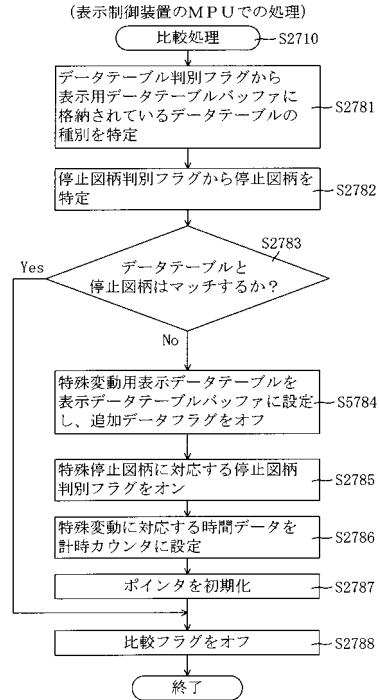 (表示制御装置のMPUでの処理)
比較処理
S2710
データテーブル判別フラグから
表示用データテーブルバッファに
格納されているデータテーブルの
種別を特定
S2781
停止図柄判別フラグから停止図柄を
特定
S2782
S2783
データテーブルと
停止図柄はマッチするか?
Yes
No
特殊変動用表示データテーブルを
表示データテーブルバッファに設定
し、追加データフラグをオフ
S5784
特殊停止図柄に対応する停止図柄
判別フラグをオン
S2785
特殊変動に対応する時間データを
計時カウンタに設定
S2786
ポインタを初期化
S2787
比較フラグをオフ
S2788
終了